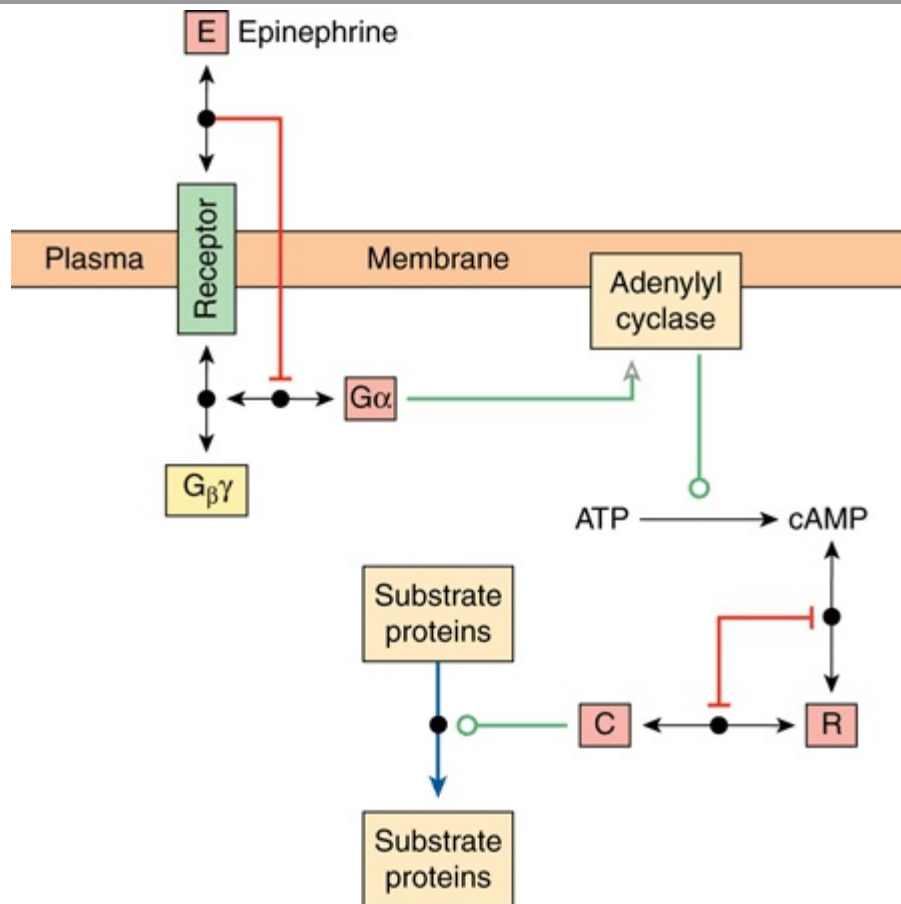 E Epinephrine
Receptor
Plasma Membrane
Adenylyl
cyclase
Gα
Gβγ
ATP cAMP
Substrate
proteins
C R
Substrate
proteins